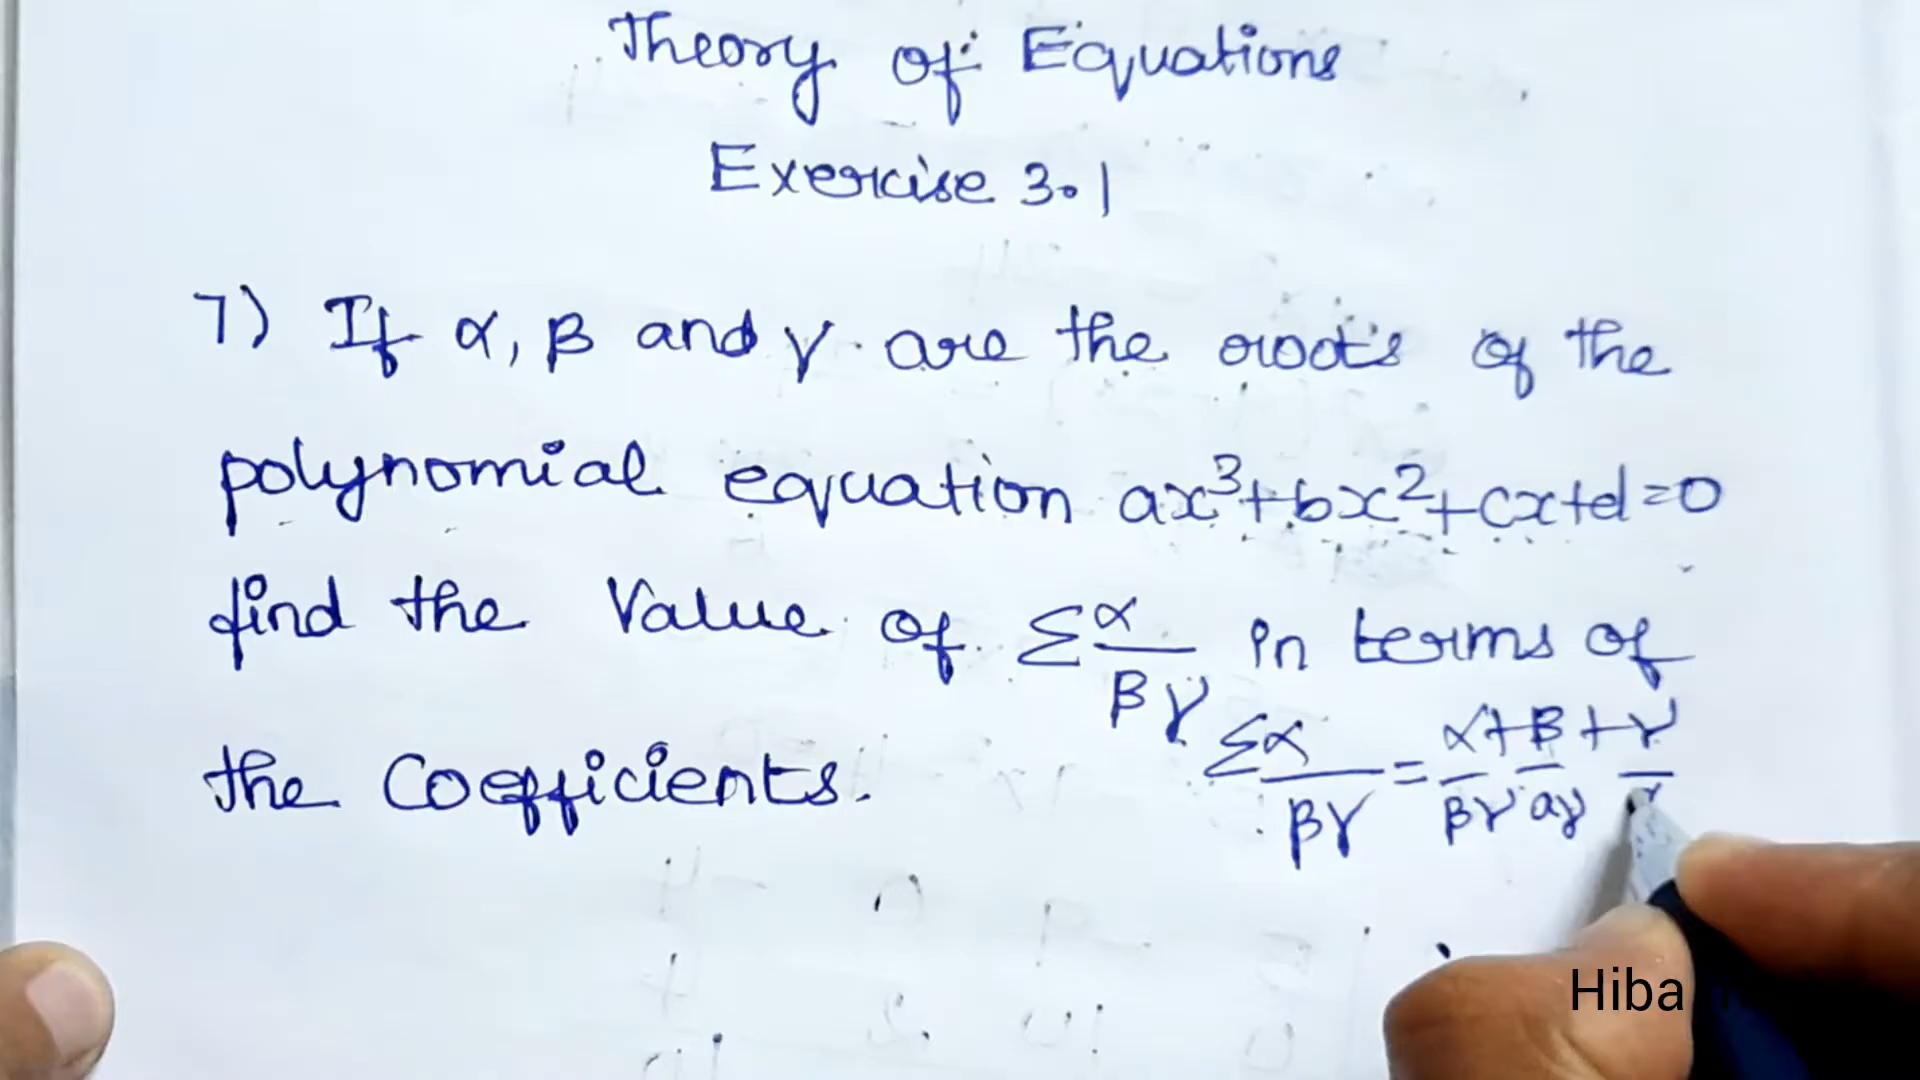 Theory of Equations
Exercise 3.1
7) If α, β and γ are the roots of the
polynomial equation ax³+bx²+cx+d=0
find the Value of Σα/βγ in terms of
the Coefficients.
Σα/βγ = α/βγ + β/αγ + γ/
Hiba